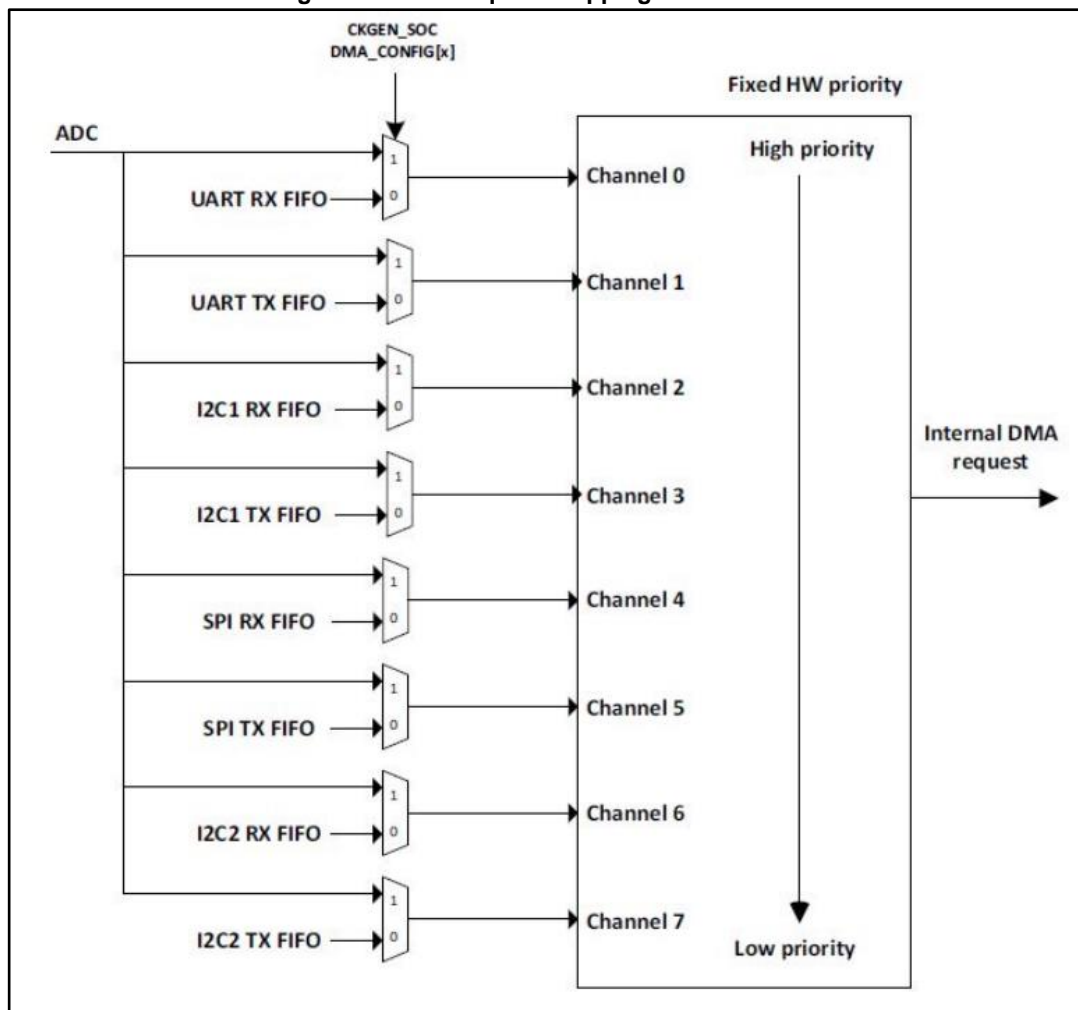 CKGEN_SOC
DMA_CONFIG[x]
Fixed HW priority
ADC
High priority
1
0
UART RX FIFO
Channel 0
1
0
UART TX FIFO
Channel 1
1
0
I2C1 RX FIFO
Channel 2
1
0
I2C1 TX FIFO
Channel 3
Internal DMA
request
1
0
SPI RX FIFO
Channel 4
1
0
SPI TX FIFO
Channel 5
1
0
I2C2 RX FIFO
Channel 6
1
0
I2C2 TX FIFO
Channel 7
Low priority